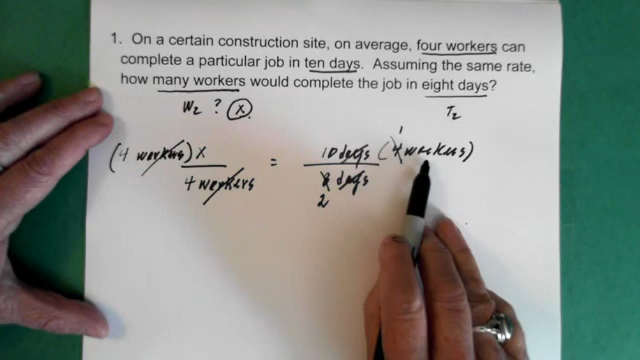 1. On a certain construction site, on average, four workers can
complete a particular job in ten days. Assuming the same rate,
how many workers would complete the job in eight days?
W2 ? X T2
1
(4 workers) X = 10 days (4 workers)
4 workers 8 days
2